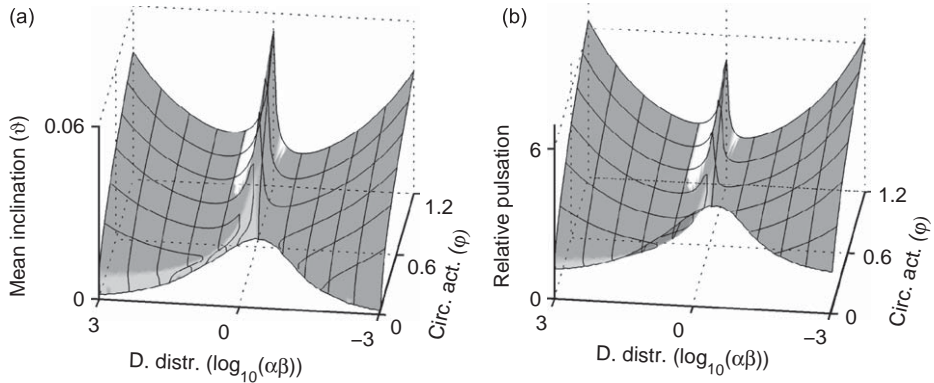 (a)
Mean inclination (ϑ)
0.06
0
3
0
−3
D. distr. (log10(αβ))
0
0.6
1.2
Circ. act. (φ)
(b)
Relative pulsation
6
0
3
0
−3
D. distr. (log10(αβ))
0
0.6
1.2
Circ. act. (φ)